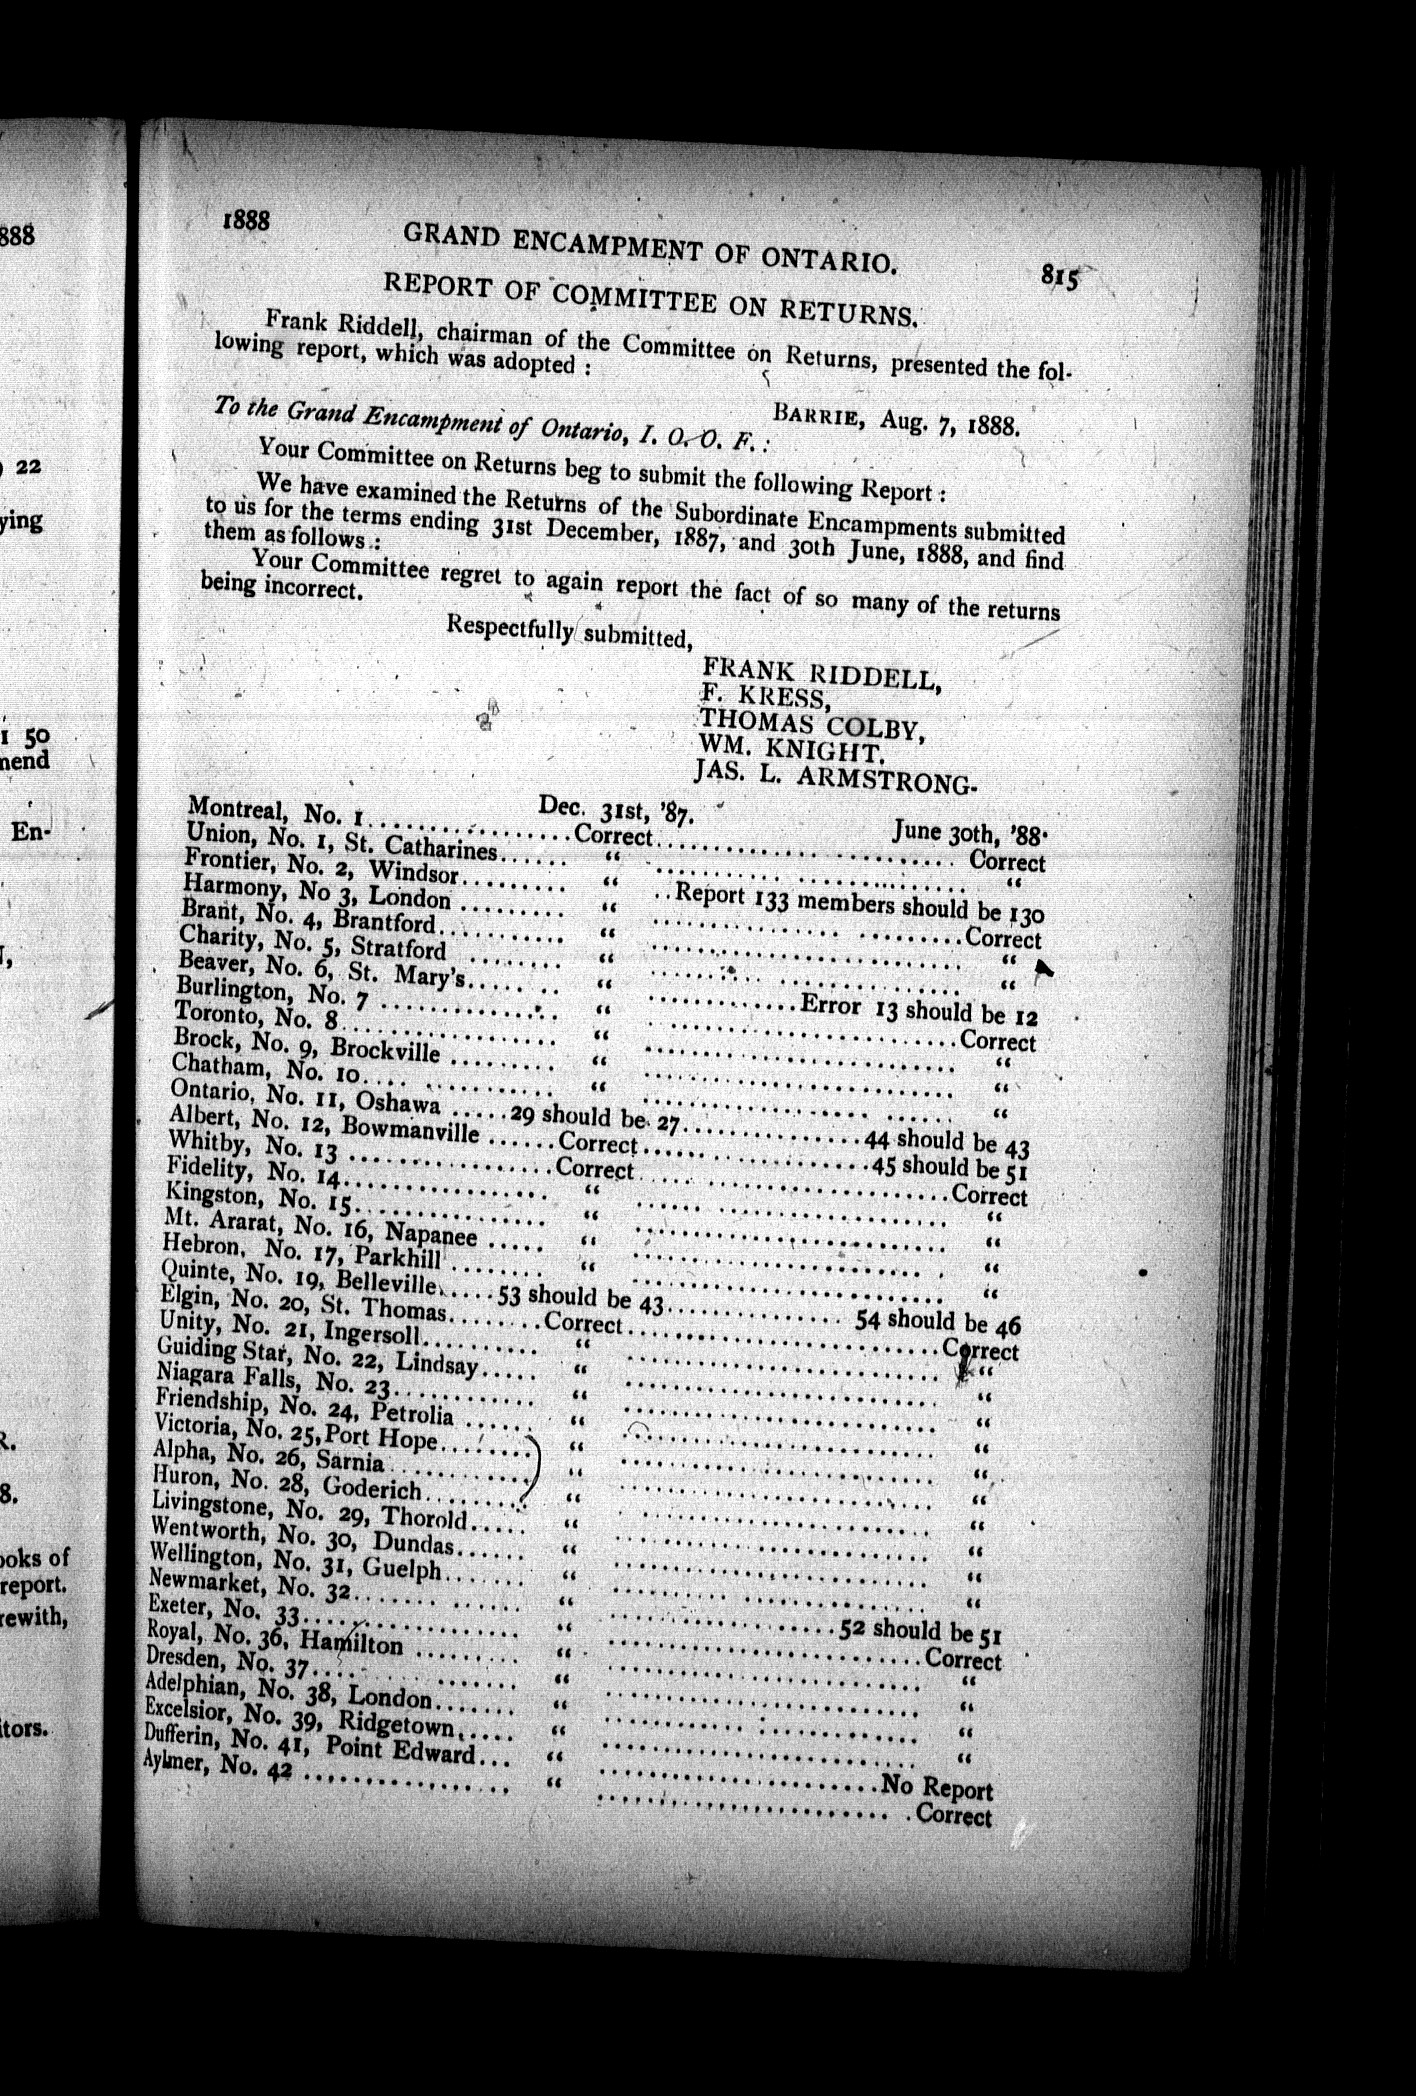 888
22
ying
1 50
mend
En-
R.
8.
ooks of
report.
rewith,
itors.
1888 GRAND ENCAMPMENT OF ONTARIO. 815
REPORT OF COMMITTEE ON RETURNS.
Frank Riddell, chairman of the Committee on Returns, presented the fol-
lowing report, which was adopted :
BARRIE, Aug. 7, 1888.
To the Grand Encampment of Ontario, I. O. O. F. :
Your Committee on Returns beg to submit the following Report :
We have examined the Returns of the Subordinate Encampments submitted
to us for the terms ending 31st December, 1887, and 30th June, 1888, and find
them as follows :
Your Committee regret to again report the fact of so many of the returns
being incorrect.
Respectfully submitted,
FRANK RIDDELL,
F. KRESS,
THOMAS COLBY,
WM. KNIGHT.
JAS. L. ARMSTRONG.
Dec. 31st, '87. June 30th, '88.
Montreal, No. 1........Correct........Correct
Union, No. 1, St. Catharines...... “ ........ “
Frontier, No. 2, Windsor......... “ ..Report 133 members should be 130
Harmony, No 3, London ......... “ ........Correct
Brant, No. 4, Brantford........... “ ........ “
Charity, No. 5, Stratford ........ “ ........ “
Beaver, No. 6, St. Mary's........ “ ........Error 13 should be 12
Burlington, No. 7 ........ “ ........Correct
Toronto, No. 8........ “ ........ “
Brock, No. 9, Brockville ......... “ ........ “
Chatham, No. 10........ “ ........ “
Ontario, No. 11, Oshawa .....29 should be 27........44 should be 43
Albert, No. 12, Bowmanville ......Correct........45 should be 51
Whitby, No. 13 ........Correct........Correct
Fidelity, No. 14........ “ ........ “
Kingston, No. 15........ “ ........ “
Mt. Ararat, No. 16, Napanee ..... “ ........ “
Hebron, No. 17, Parkhill ........ “ ........ “
Quinte, No. 19, Belleville.....53 should be 43........54 should be 46
Elgin, No. 20, St. Thomas........Correct........Correct
Unity, No. 21, Ingersoll.......... “ ........ “
Guiding Star, No. 22, Lindsay..... “ ........ “
Niagara Falls, No. 23........ “ ........ “
Friendship, No. 24, Petrolia ...... “ ........ “
Victoria, No. 25, Port Hope........ “ ........ “
Alpha, No. 26, Sarnia........ “ ........ “
Huron, No. 28, Goderich........ “ ........ “
Livingstone, No. 29, Thorold..... “ ........ “
Wentworth, No. 30, Dundas...... “ ........ “
Wellington, No. 31, Guelph....... “ ........ “
Newmarket, No. 32........ “ ........52 should be 51
Exeter, No. 33........ “ ........Correct
Royal, No. 36, Hamilton ......... “ ........ “
Dresden, No. 37........ “ ........ “
Adelphian, No. 38, London....... “ ........ “
Excelsior, No. 39, Ridgetown..... “ ........ “
Dufferin, No. 41, Point Edward... “ ........No Report
Aylmer, No. 42 ........ “ ........Correct